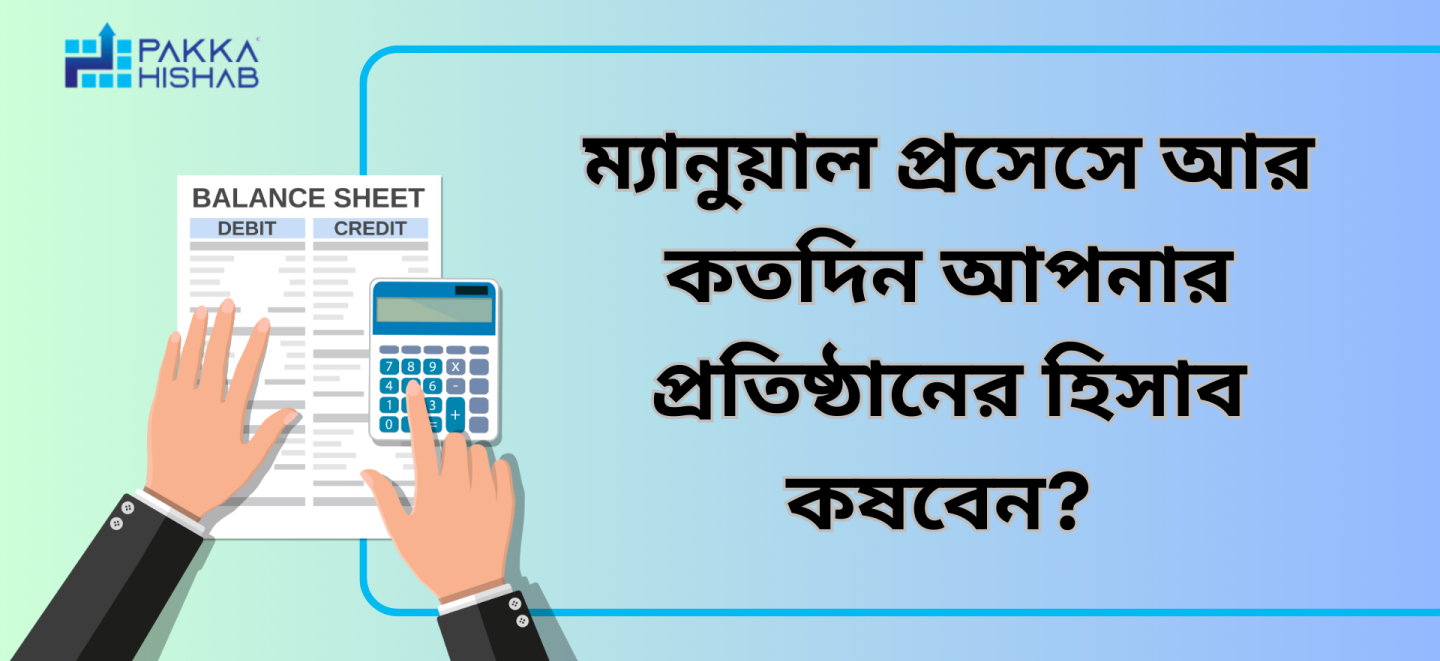 PAKKA
HISHAB
BALANCE SHEET
DEBIT CREDIT
7 8 9 X
4 6 -
1 3 +
0 =
ম্যানুয়াল প্রসেসে আর
কতদিন আপনার
প্রতিষ্ঠানের হিসাব
কষবেন?